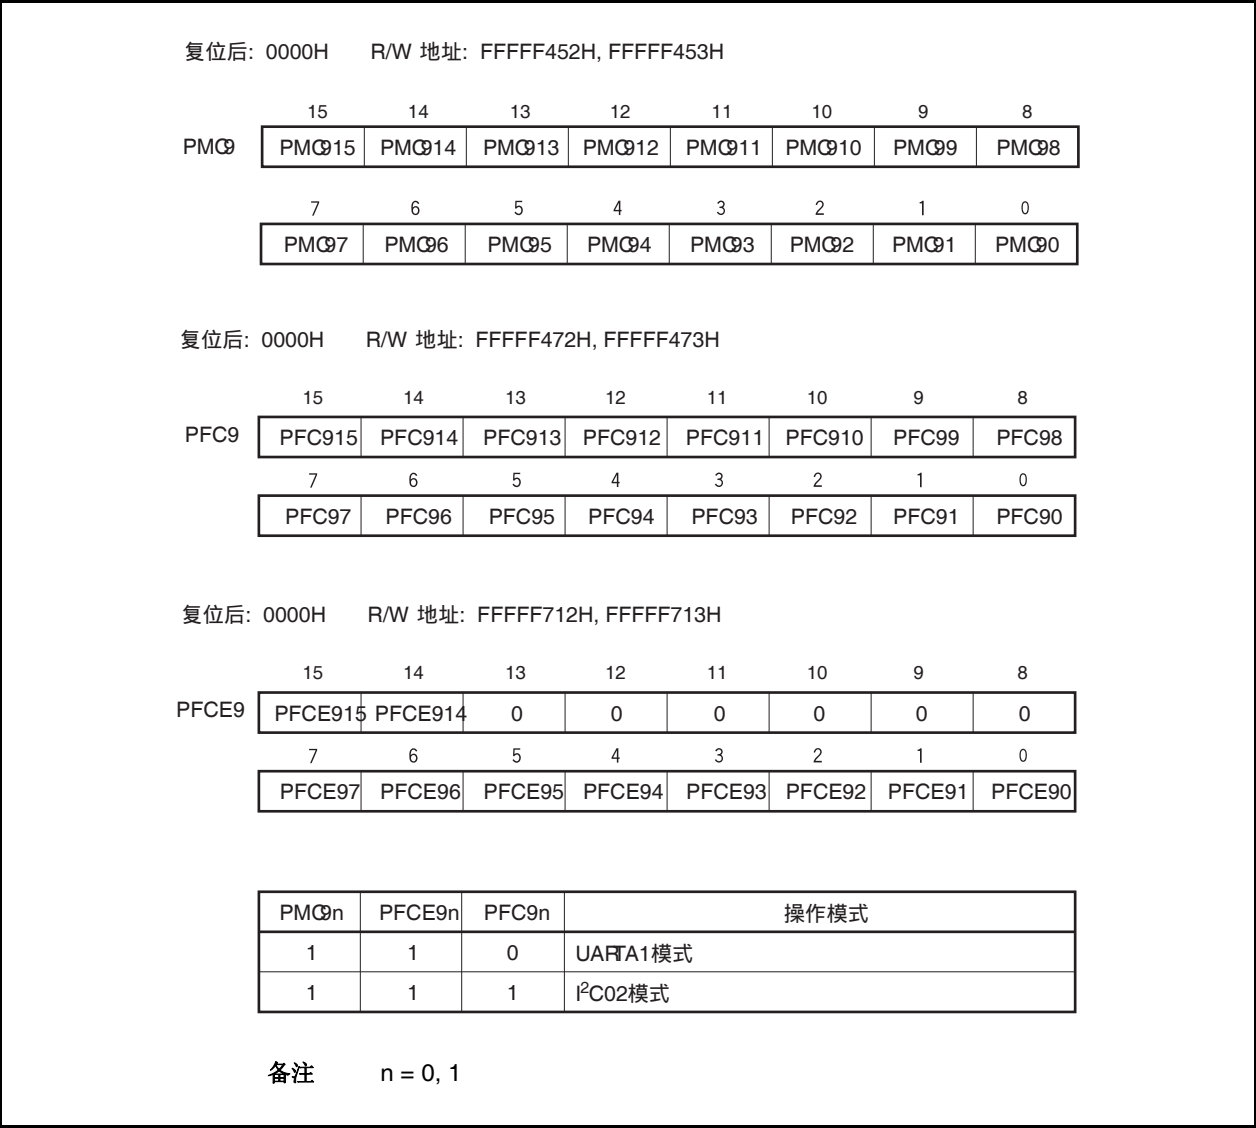 复位后: 0000H R/W 地址: FFFFF452H, FFFFF453H
15 14 13 12 11 10 9 8
PMC9 PMC915 PMC914 PMC913 PMC912 PMC911 PMC910 PMC99 PMC98
7 6 5 4 3 2 1 0
PMC97 PMC96 PMC95 PMC94 PMC93 PMC92 PMC91 PMC90
复位后: 0000H R/W 地址: FFFFF472H, FFFFF473H
15 14 13 12 11 10 9 8
PFC9 PFC915 PFC914 PFC913 PFC912 PFC911 PFC910 PFC99 PFC98
7 6 5 4 3 2 1 0
PFC97 PFC96 PFC95 PFC94 PFC93 PFC92 PFC91 PFC90
复位后: 0000H R/W 地址: FFFFF712H, FFFFF713H
15 14 13 12 11 10 9 8
PFCE9 PFCE915 PFCE914 0 0 0 0 0 0
7 6 5 4 3 2 1 0
PFCE97 PFCE96 PFCE95 PFCE94 PFCE93 PFCE92 PFCE91 PFCE90
PMC9n PFCE9n PFC9n 操作模式
1 1 0 UARTA1模式
1 1 1 I²C02模式
备注 n = 0, 1